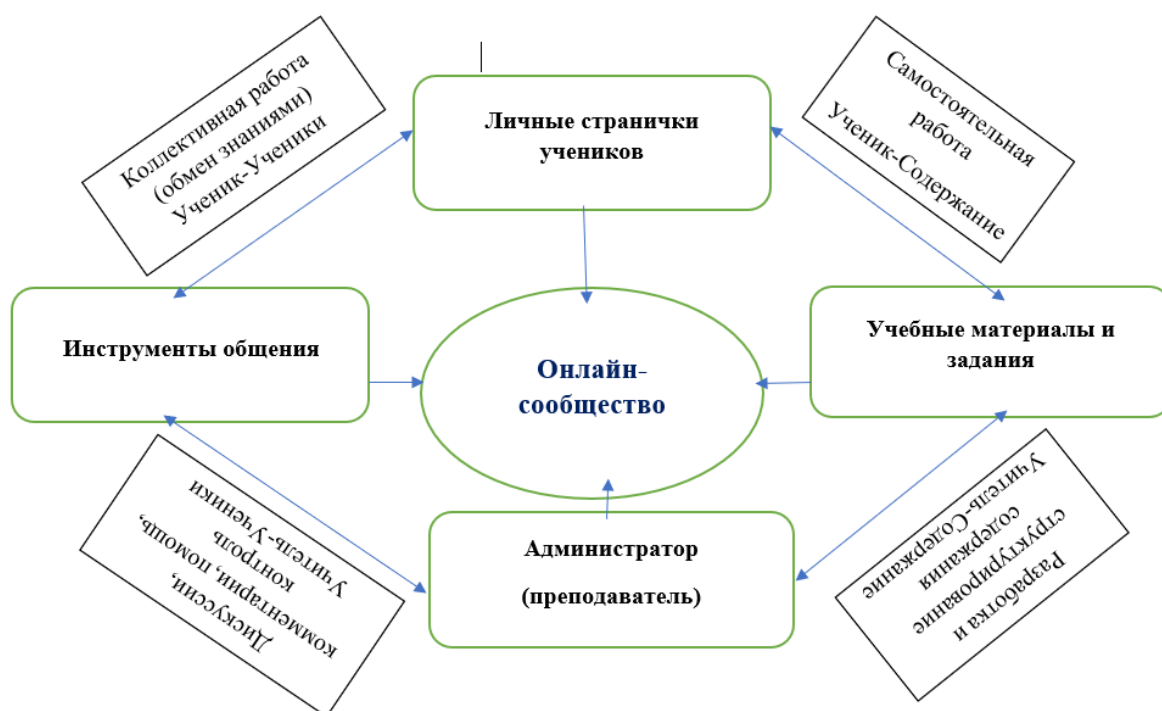 Коллективная работа
(обмен знаниями)
Ученик-Ученики
Личные странички
учеников
Самостоятельная
работа
Ученик-Содержание
Инструменты общения
Онлайн-
сообщество
Учебные материалы и
задания
Дискуссии,
комментарии, помощь,
контроль
Учитель-Ученики
Администратор
(преподаватель)
Разработка и
структурирование
содержания
Учитель-Содержание